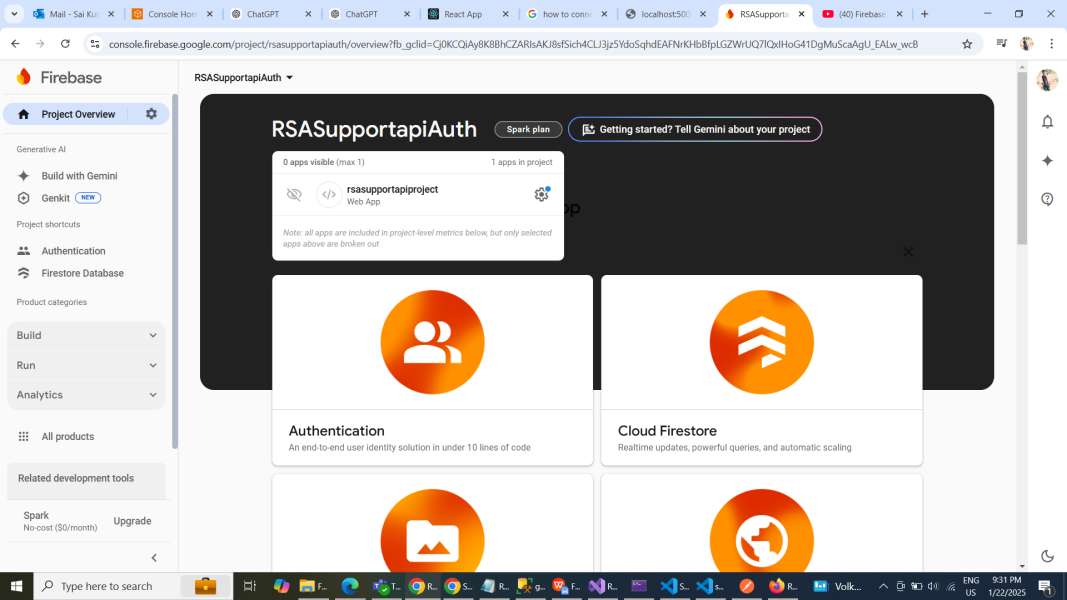 Mail - Sai Ku
Console Hom
ChatGPT
ChatGPT
React App
how to conne
localhost:500
RSASupporta
(40) Firebase
console.firebase.google.com/project/rsasupportapiauth/overview?fb_gclid=Cj0KCQiAy8K8BhCZARIsAKJ8sfSich4CLJ3jz5YdoSqhdEAFNrKHbBfpLGZWrUQ7lQxIHoG41DgMuScaAgU_EALw_wcB
Firebase
RSASupportapiAuth
Project Overview
Generative AI
Build with Gemini
Genkit NEW
Project shortcuts
Authentication
Firestore Database
Product categories
Build
Run
Analytics
All products
Related development tools
Spark
No-cost ($0/month)
Upgrade
RSASupportapiAuth
Spark plan
Getting started? Tell Gemini about your project
0 apps visible (max 1)
1 apps in project
rsasupportapiproject
Web App
Note: all apps are included in project-level metrics below, but only selected
apps above are broken out
Authentication
An end-to-end user identity solution in under 10 lines of code
Cloud Firestore
Realtime updates, powerful queries, and automatic scaling
Type here to search
F...
T...
R...
S...
R...
g...
F...
R...
S...
s...
R...
Volk...
ENG
US
9:31 PM
1/22/2025
1